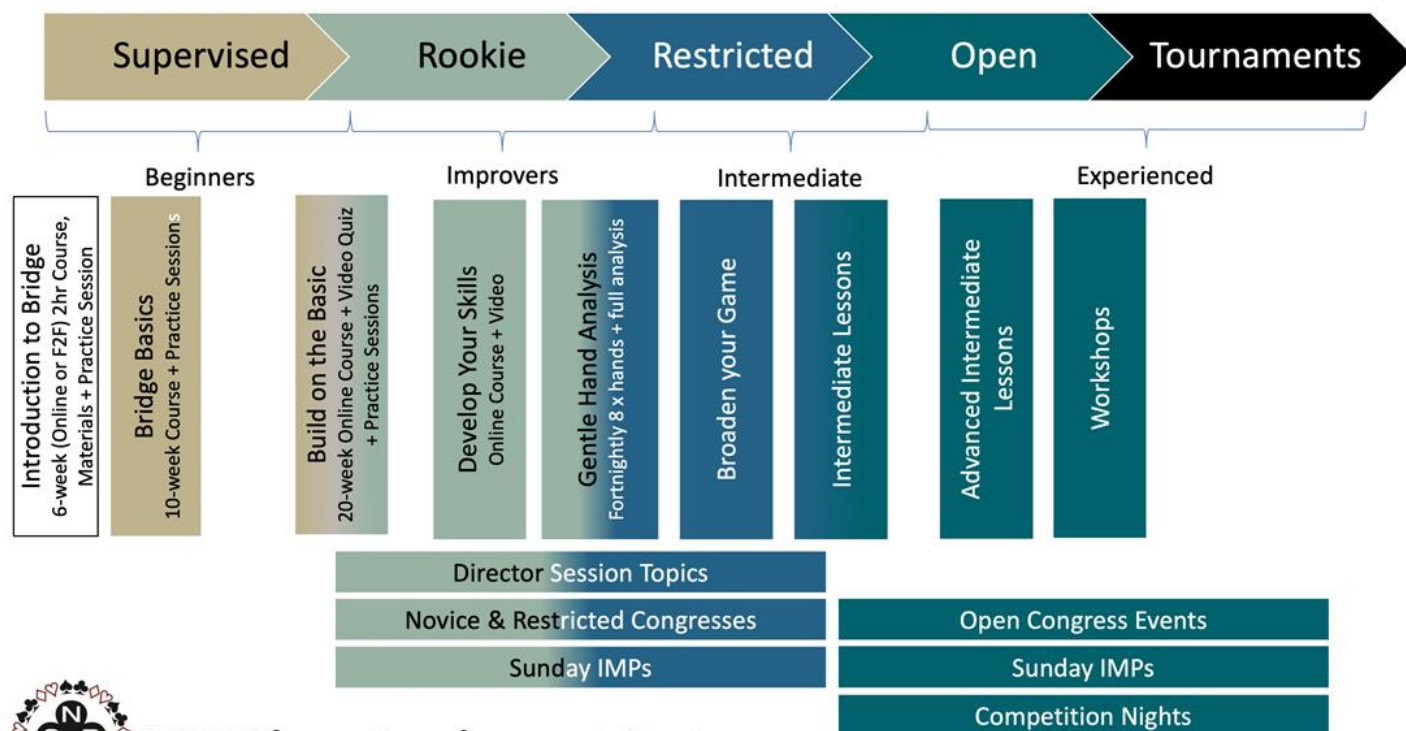 Supervised
Rookie
Restricted
Open
Tournaments
Beginners
Improvers
Intermediate
Experienced
Introduction to Bridge
6-week (Online or F2F) 2hr Course,
Materials + Practice Session
Bridge Basics
10-week Course + Practice Sessions
Build on the Basic
20-week Online Course + Video Quiz
+ Practice Sessions
Develop Your Skills
Online Course + Video
Gentle Hand Analysis
Fortnightly 8 x hands + full analysis
Broaden your Game
Intermediate Lessons
Advanced Intermediate
Lessons
Workshops
Director Session Topics
Novice & Restricted Congresses
Sunday IMPs
Open Congress Events
Sunday IMPs
Competition Nights
N